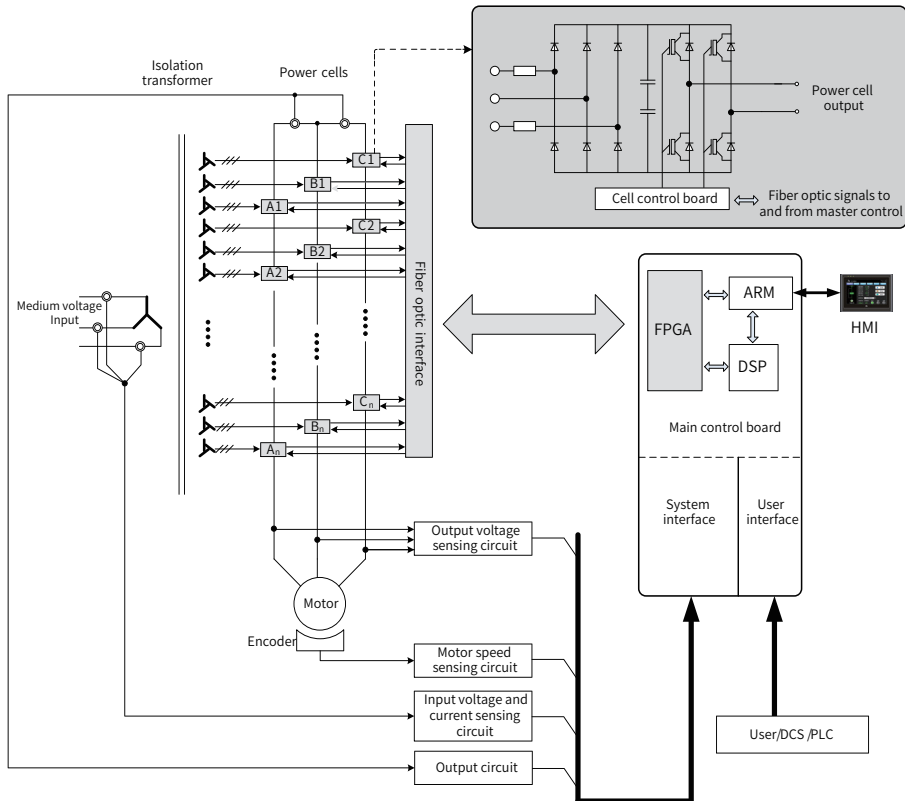 Isolation
transformer
Power cells
Power cell
output
Cell control board
Fiber optic signals to
and from master control
C1
B1
A1
C2
B2
A2
Medium voltage
Input
Fiber optic interface
FPGA
ARM
DSP
HMI
Main control board
Cn
Bn
An
System
interface
User
interface
Output voltage
sensing circuit
Motor
Encoder
Motor speed
sensing circuit
Input voltage and
current sensing
circuit
Output circuit
User/DCS /PLC